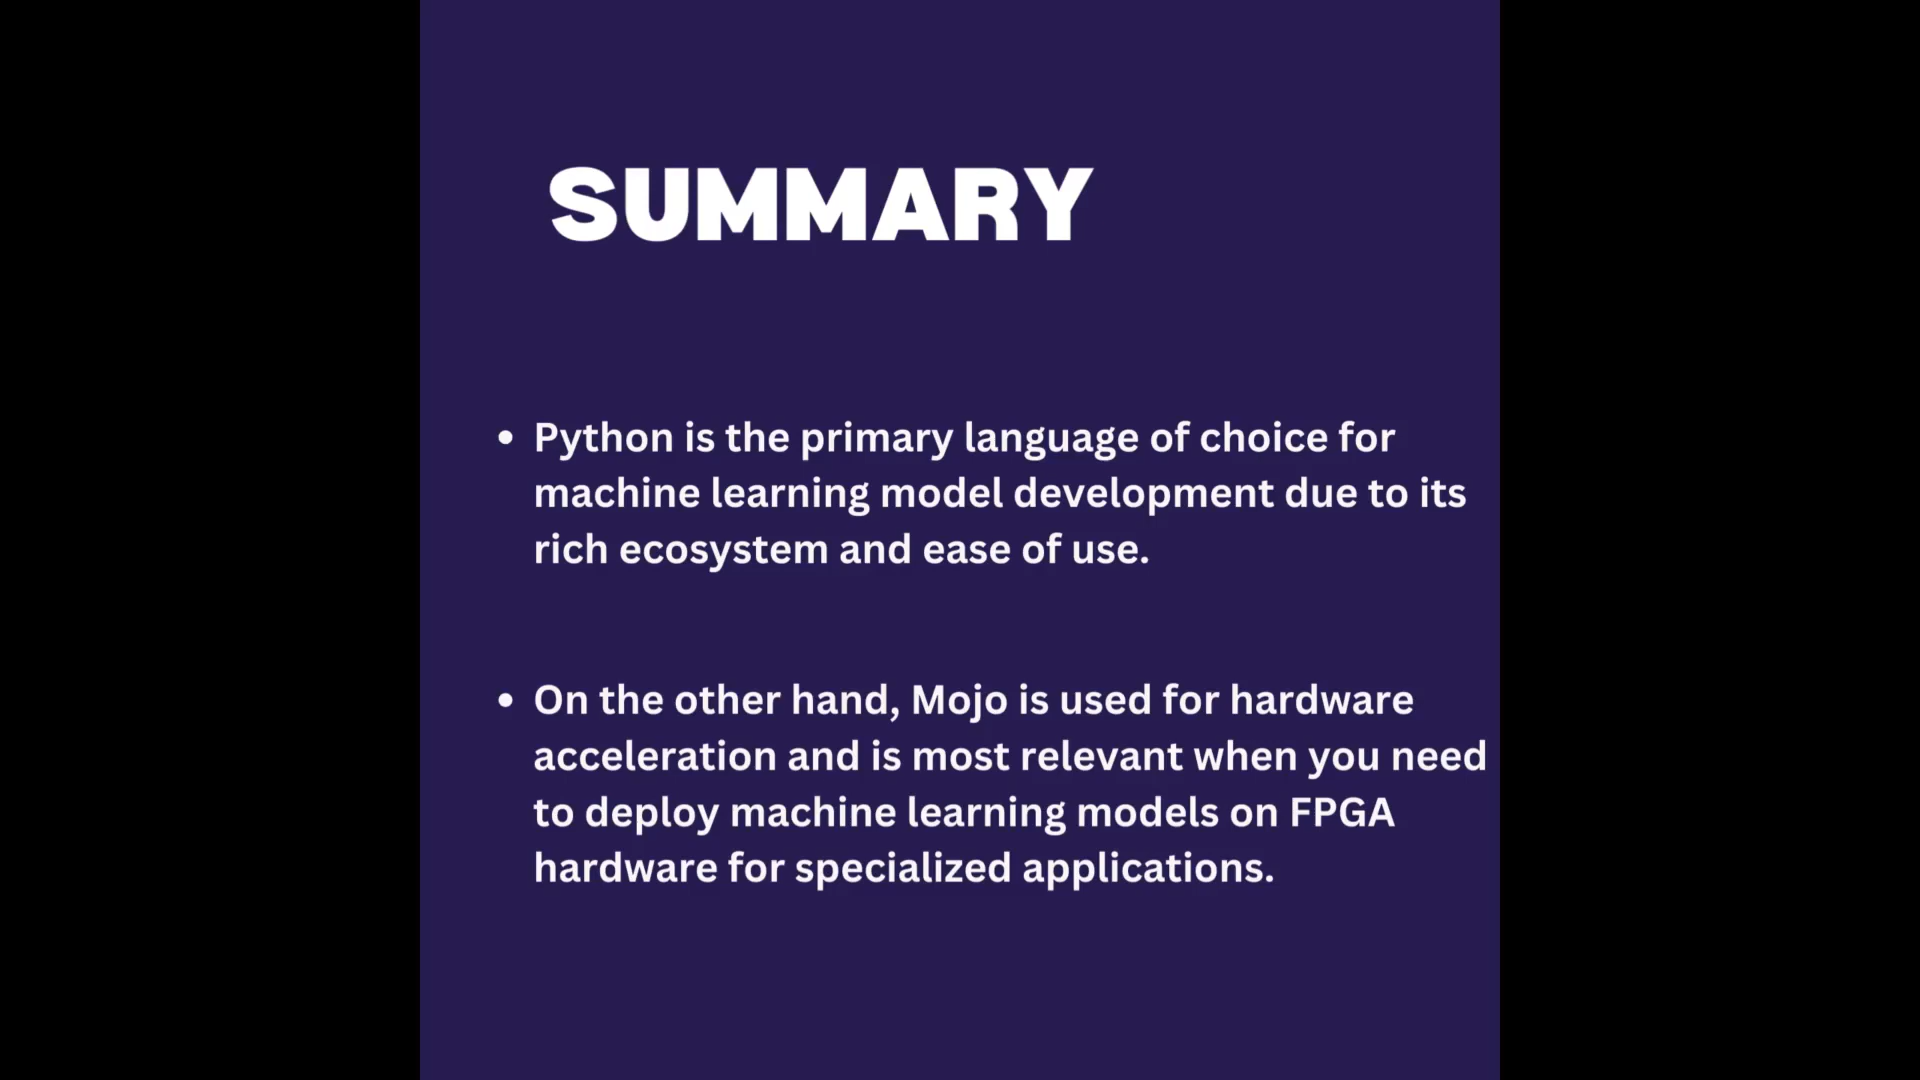 SUMMARY
• Python is the primary language of choice for
machine learning model development due to its
rich ecosystem and ease of use.
• On the other hand, Mojo is used for hardware
acceleration and is most relevant when you need
to deploy machine learning models on FPGA
hardware for specialized applications.